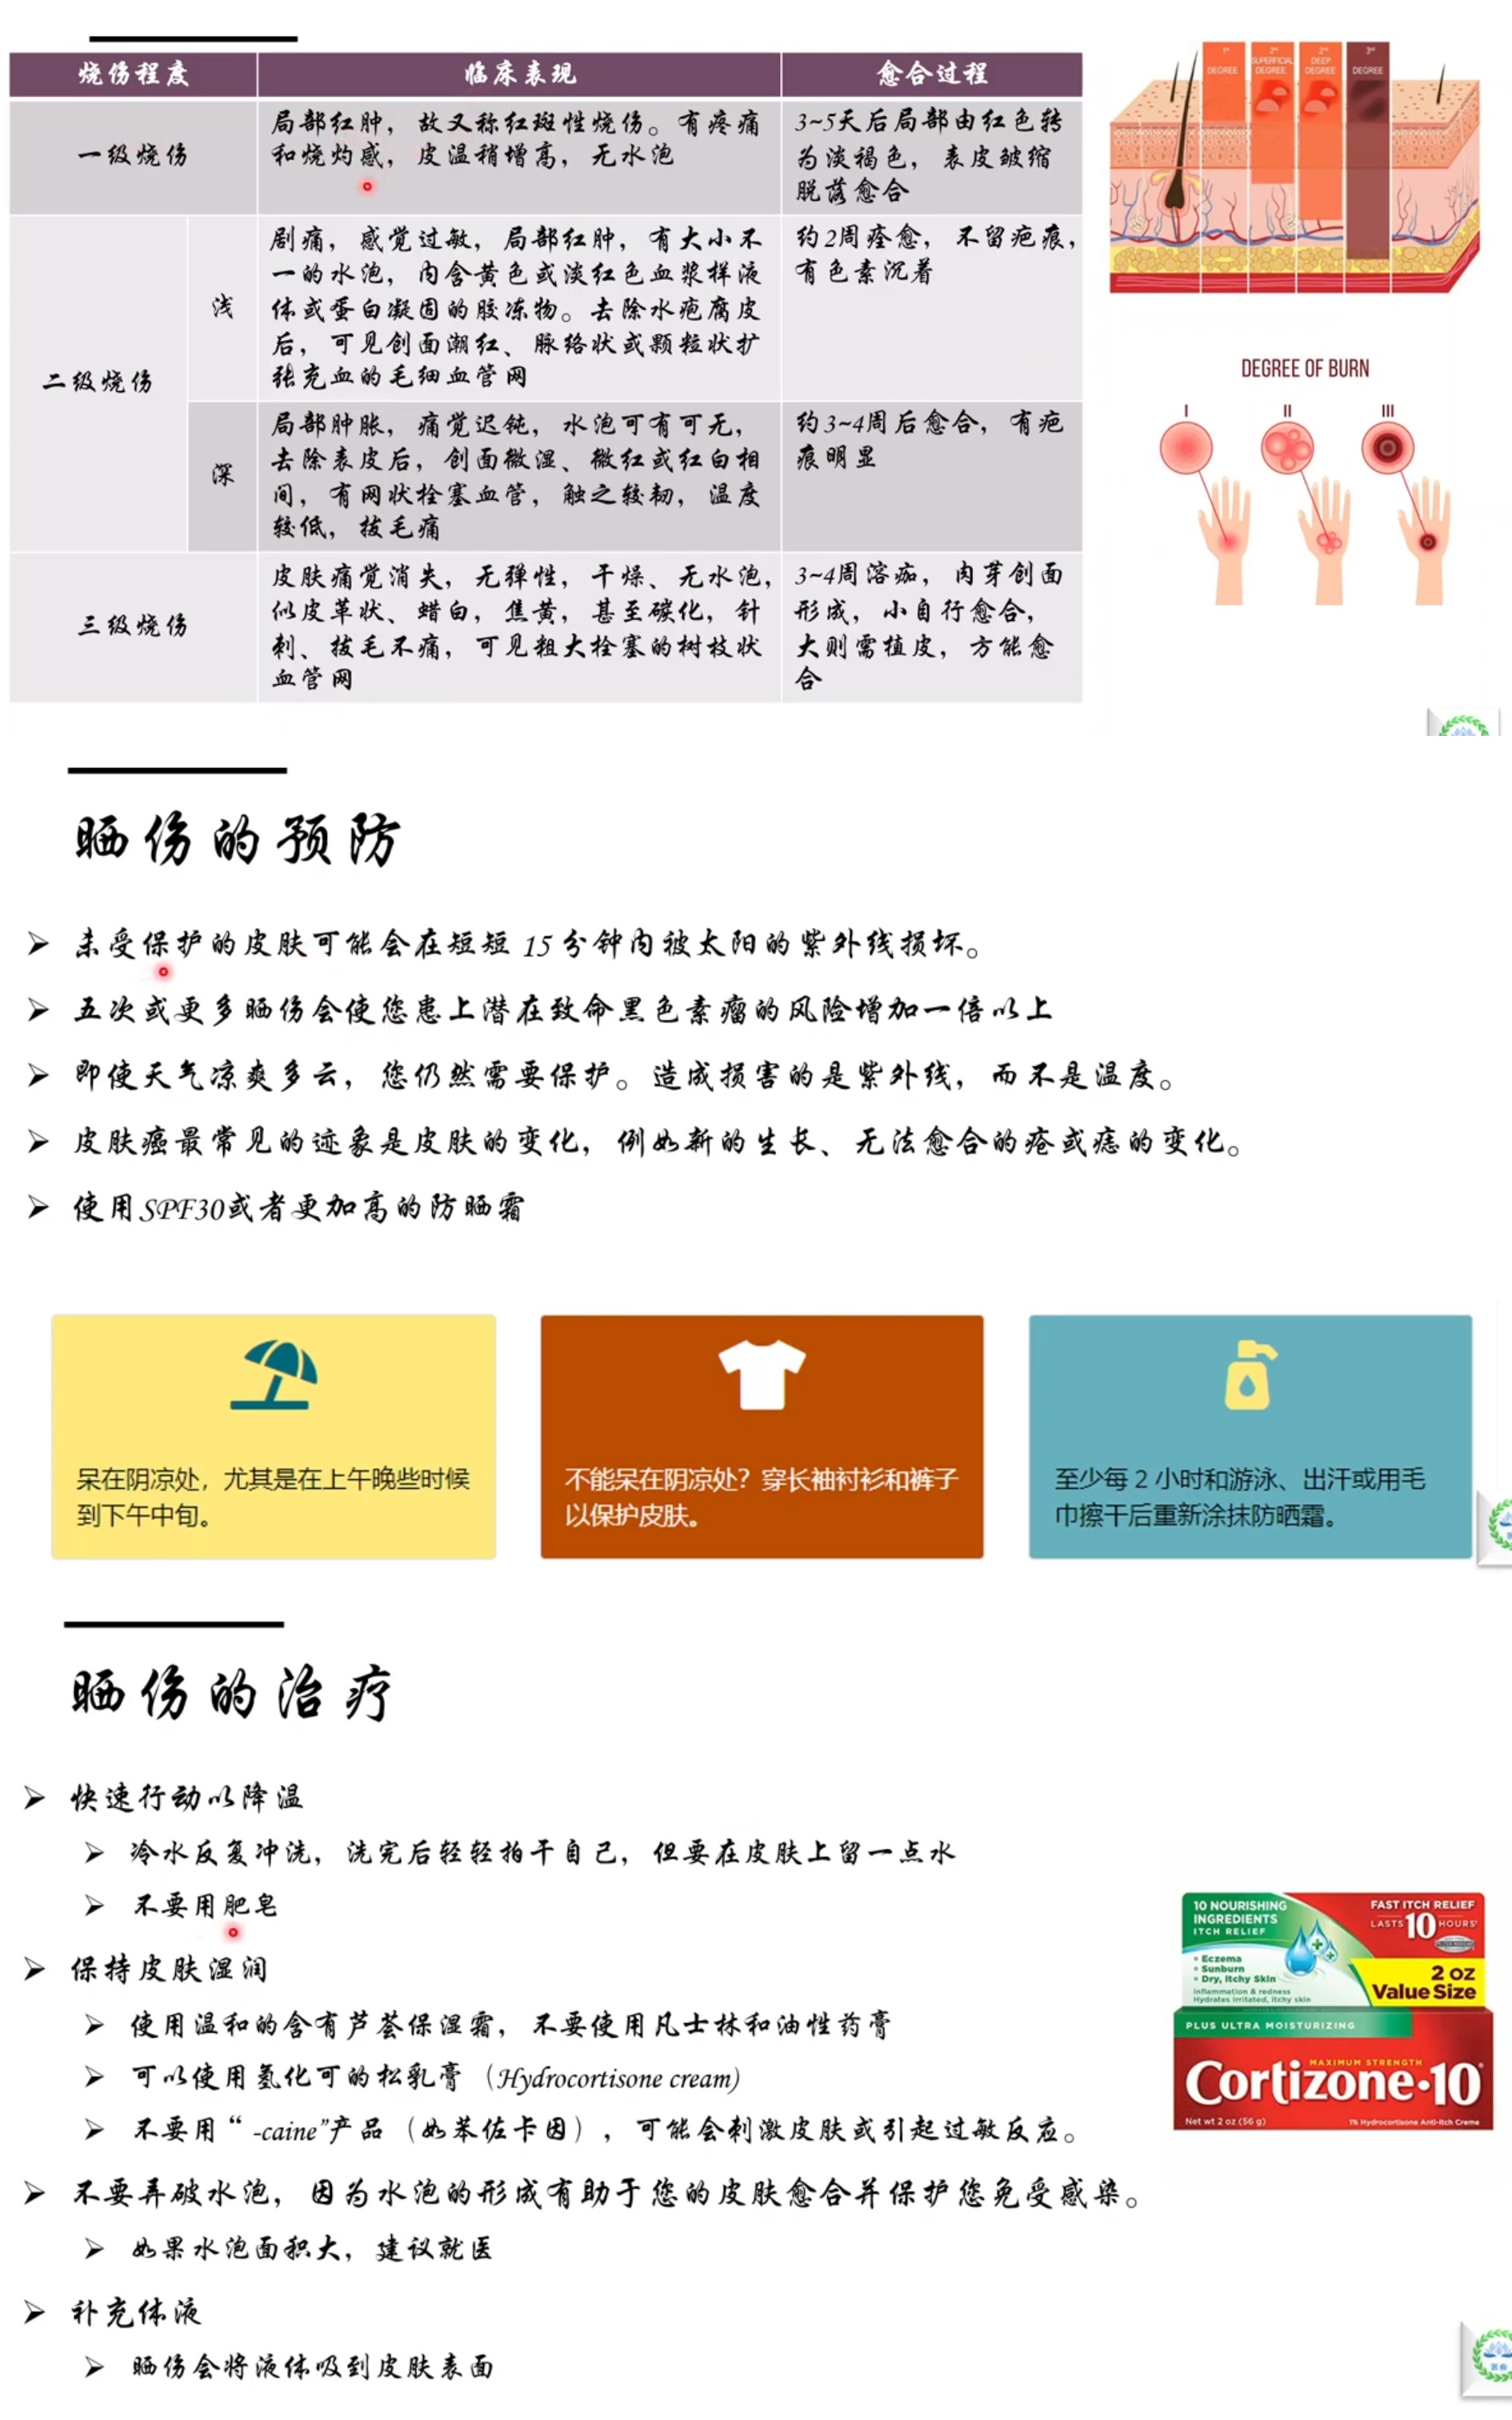 烧伤程度 临床表现 愈合过程
一级烧伤
局部红肿，故又称红斑性烧伤。有疼痛
和烧灼感，皮温稍增高，无水泡
3~5天后局部由红色转
为淡褐色，表皮皱缩
脱落愈合
二级烧伤
浅
剧痛，感觉过敏，局部红肿，有大小不
一的水泡，内含黄色或淡红色血浆样液
体或蛋白凝固的胶冻物。去除水疱腐皮
后，可见创面潮红、脉络状或颗粒状扩
张充血的毛细血管网
约2周痊愈，不留疤痕，
有色素沉着
深
局部肿胀，痛觉迟钝，水泡可有可无，
去除表皮后，创面微湿、微红或红白相
间，有网状栓塞血管，触之较韧，温度
较低，拔毛痛
约3~4周后愈合，有疤
痕明显
三级烧伤
皮肤痛觉消失，无弹性，干燥、无水泡，
似皮革状、蜡白，焦黄，甚至碳化，针
刺、拔毛不痛，可见粗大栓塞的树枝状
血管网
3~4周溶痂，肉芽创面
形成，小自行愈合，
大则需植皮，方能愈
合
1st
DEGREE
2nd
SUPERFICIAL
DEGREE
2nd
DEEP
DEGREE
3rd
DEGREE
DEGREE OF BURN
I II III
晒伤的预防
未受保护的皮肤可能会在短短 15 分钟内被太阳的紫外线损坏。
五次或更多晒伤会使您患上潜在致命黑色素瘤的风险增加一倍以上
即使天气凉爽多云，您仍然需要保护。造成损害的是紫外线，而不是温度。
皮肤癌最常见的迹象是皮肤的变化，例如新的生长、无法愈合的疮或痣的变化。
使用SPF30或者更加高的防晒霜
呆在阴凉处，尤其是在上午晚些时候
到下午中旬。
不能呆在阴凉处？穿长袖衬衫和裤子
以保护皮肤。
至少每 2 小时和游泳、出汗或用毛
巾擦干后重新涂抹防晒霜。
晒伤的治疗
快速行动以降温
冷水反复冲洗，洗完后轻轻拍干自己，但要在皮肤上留一点水
不要用肥皂
保持皮肤湿润
使用温和的含有芦荟保湿霜，不要使用凡士林和油性药膏
可以使用氢化可的松乳膏（Hydrocortisone cream)
不要用“ -caine”产品（如苯佐卡因），可能会刺激皮肤或引起过敏反应。
不要弄破水泡，因为水泡的形成有助于您的皮肤愈合并保护您免受感染。
如果水泡面积大，建议就医
补充体液
晒伤会将液体吸到皮肤表面
10 NOURISHING
INGREDIENTS
ITCH RELIEF
• Eczema
• Sunburn
• Dry, Itchy Skin
Inflammation & redness
Hydrates irritated, itchy skin
FAST ITCH RELIEF
LASTS 10 HOURS
2 oz
Value Size
PLUS ULTRA MOISTURIZING
MAXIMUM STRENGTH
Cortizone•10
Net wt 2 oz (56 g)
1% Hydrocortisone Anti-Itch Creme